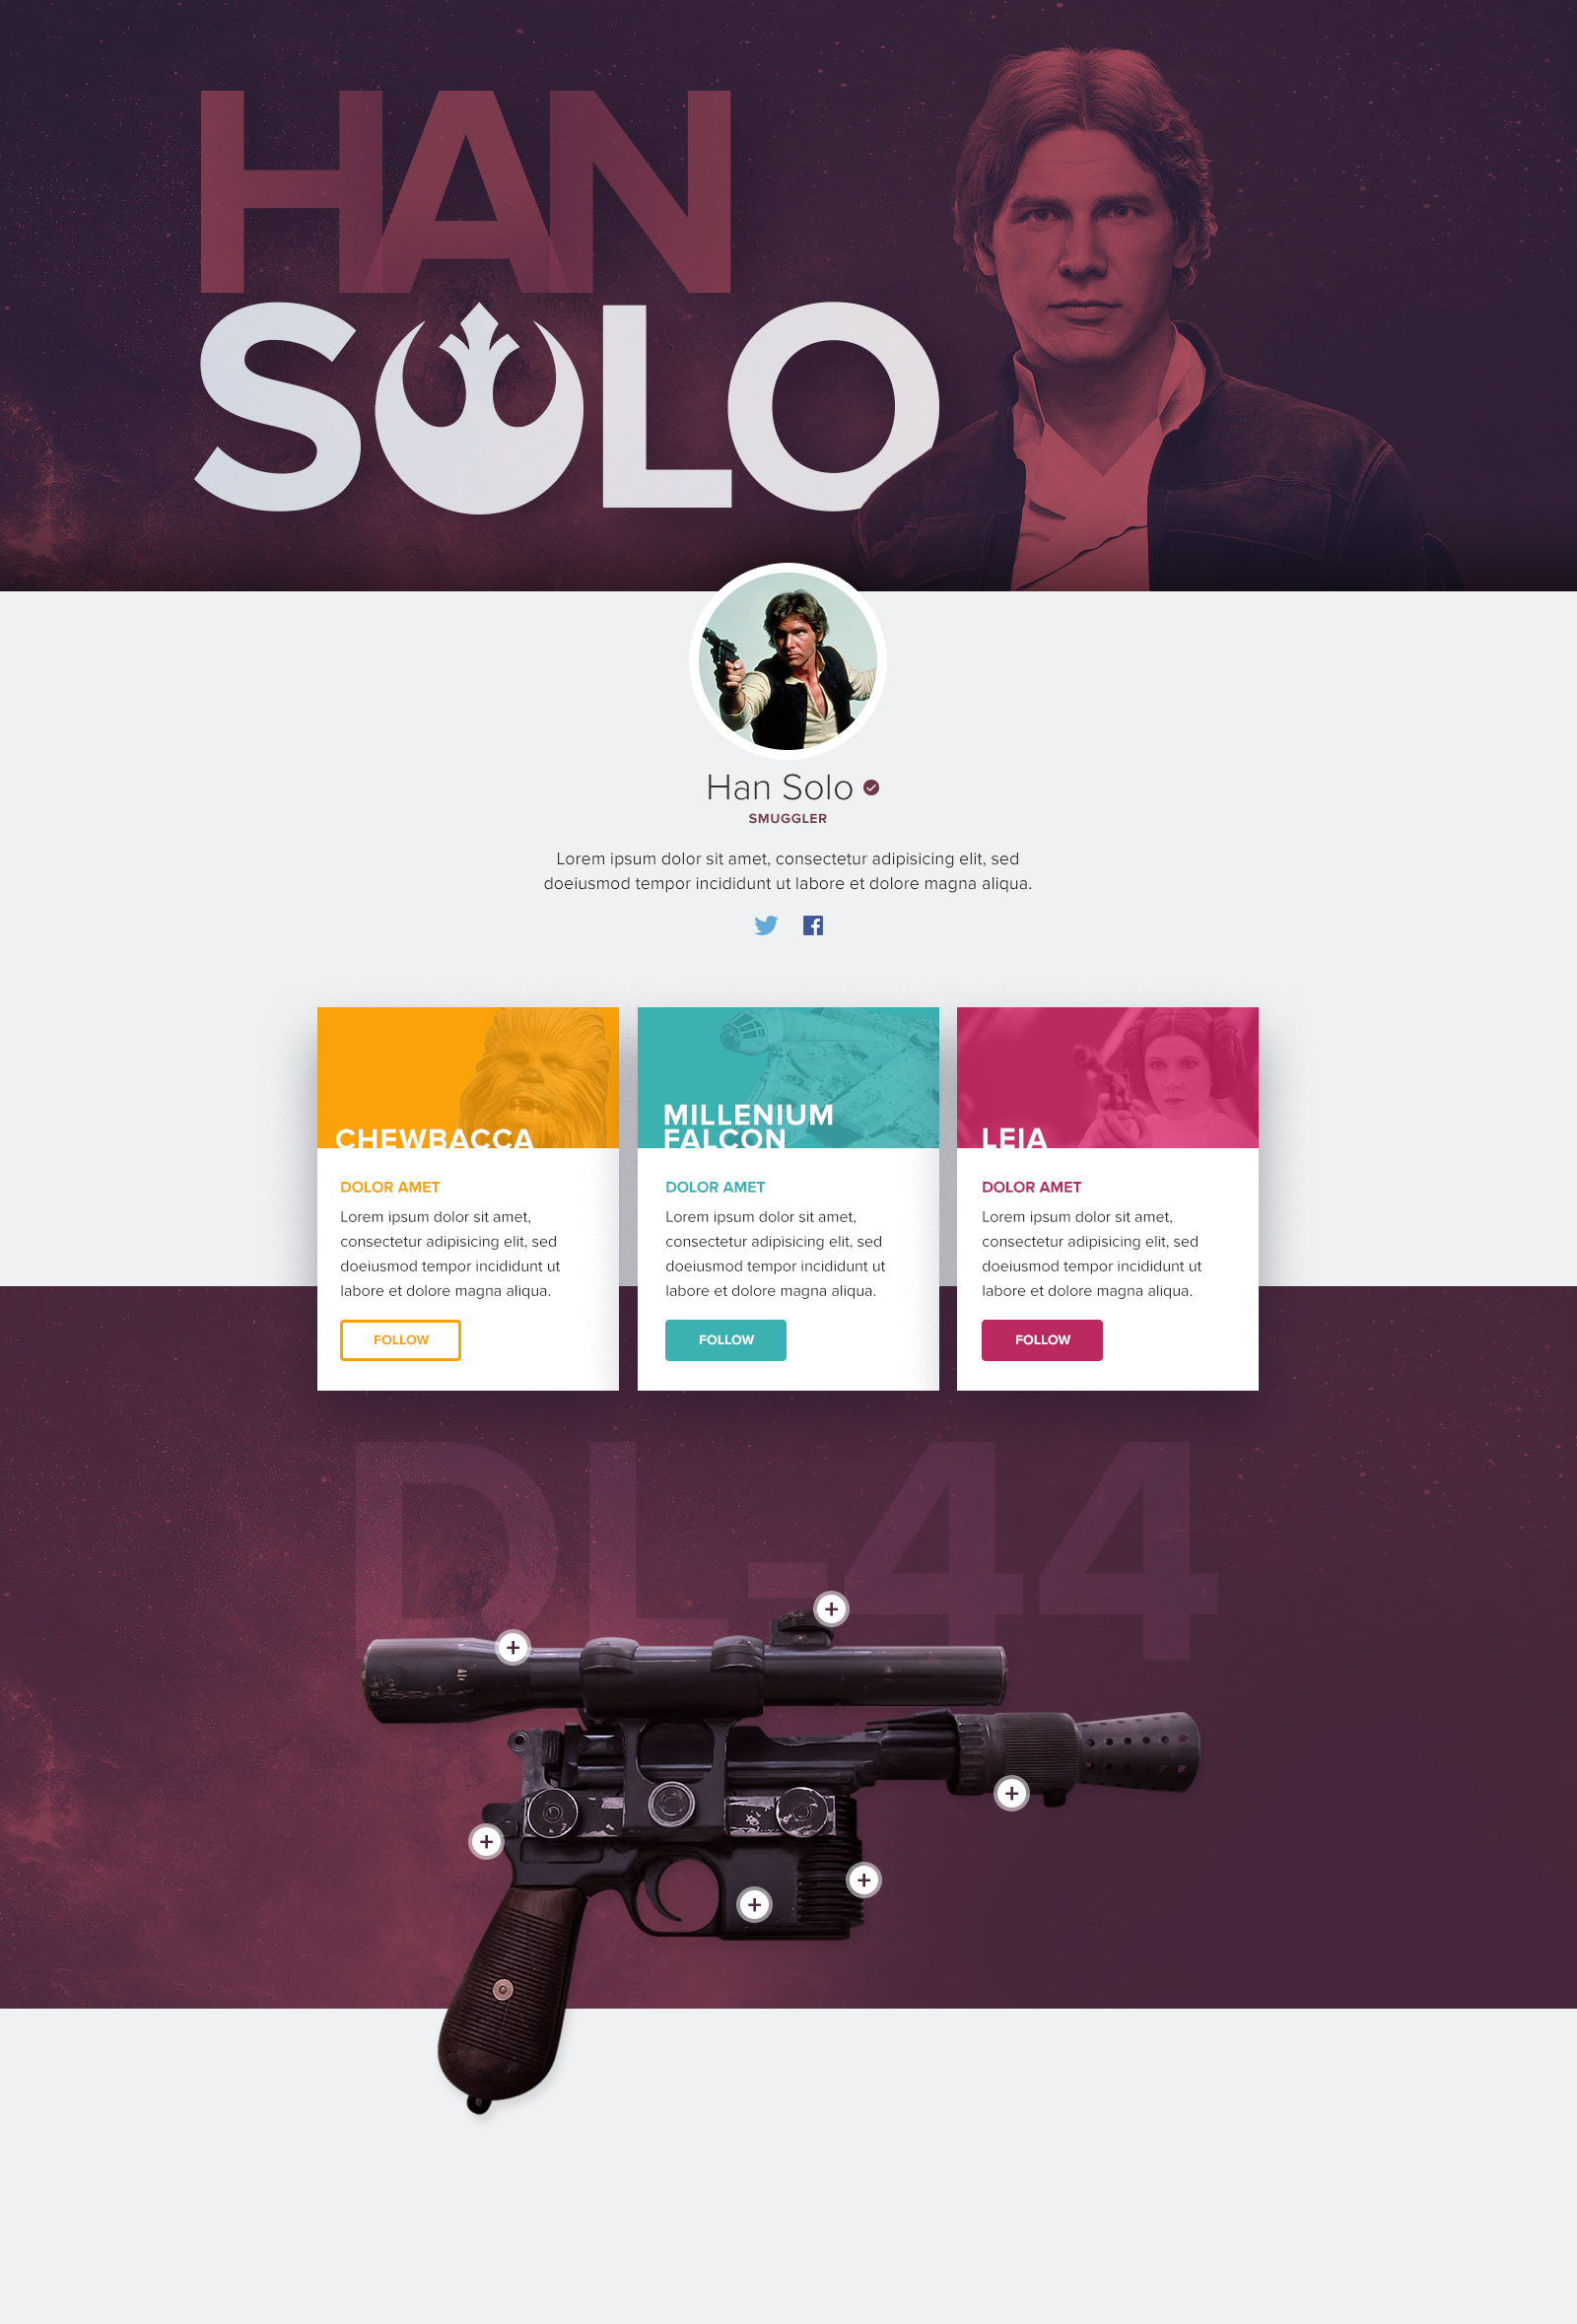 HAN
SOLO
Han Solo
SMUGGLER
Lorem ipsum dolor sit amet, consectetur adipisicing elit, sed
doeiusmod tempor incididunt ut labore et dolore magna aliqua.
CHEWBACCA
DOLOR AMET
Lorem ipsum dolor sit amet,
consectetur adipisicing elit, sed
doeiusmod tempor incididunt ut
labore et dolore magna aliqua.
FOLLOW
MILLENIUM
FALCON
DOLOR AMET
Lorem ipsum dolor sit amet,
consectetur adipisicing elit, sed
doeiusmod tempor incididunt ut
labore et dolore magna aliqua.
FOLLOW
LEIA
DOLOR AMET
Lorem ipsum dolor sit amet,
consectetur adipisicing elit, sed
doeiusmod tempor incididunt ut
labore et dolore magna aliqua.
FOLLOW
DL-44